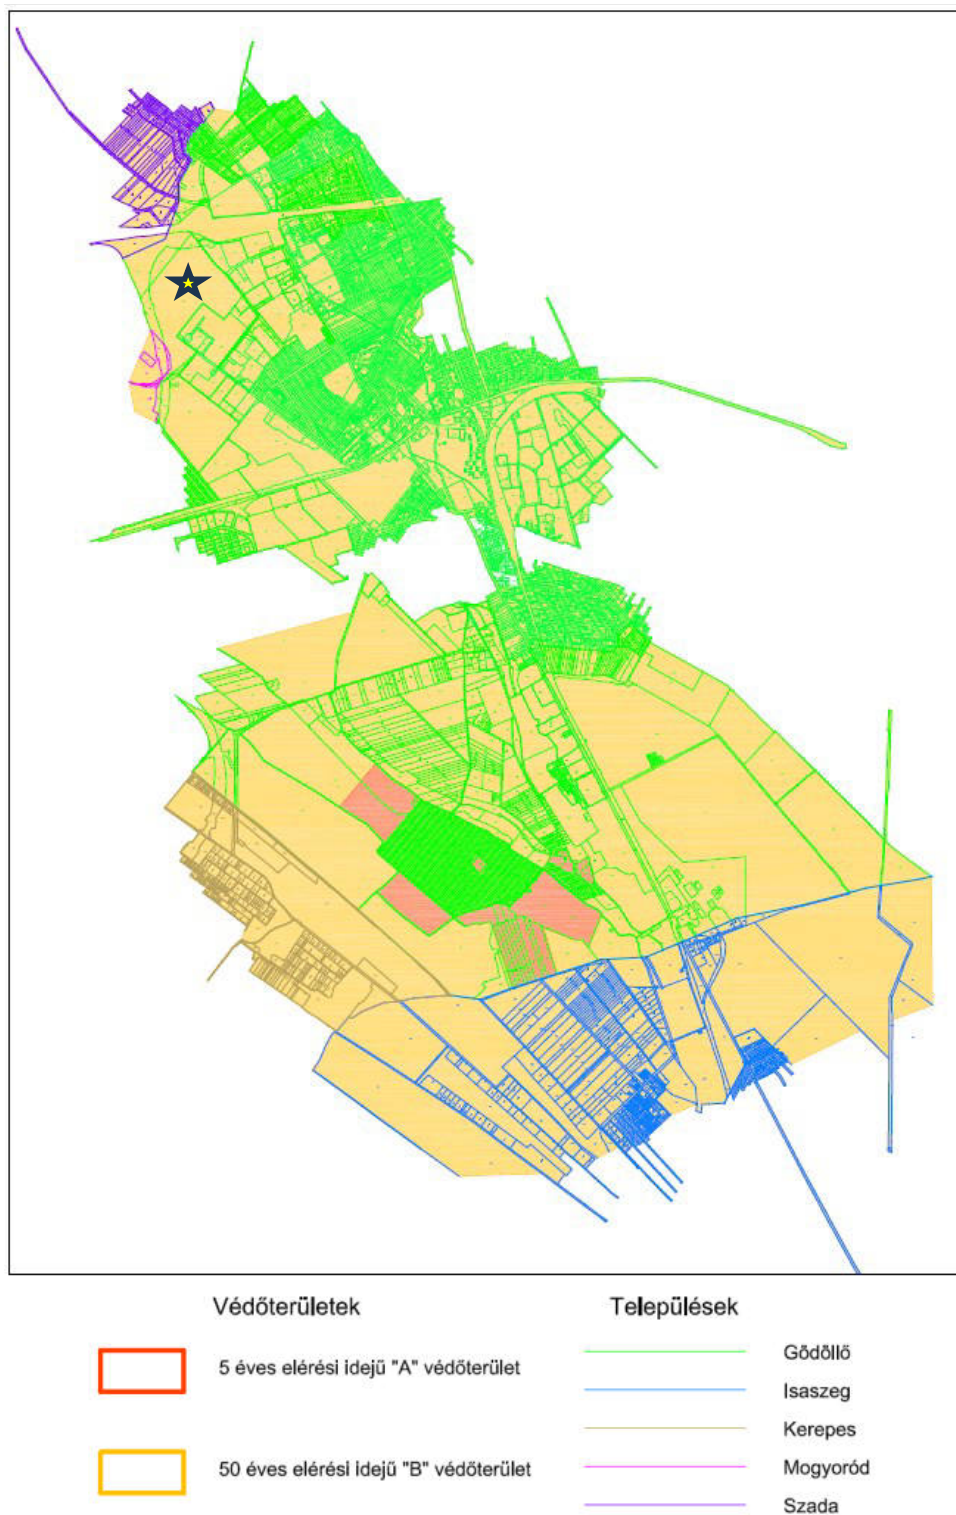 Védőterületek
Települések
5 éves elérési idejű "A" védőterület
50 éves elérési idejű "B" védőterület
Gödöllő
Isaszeg
Kerepes
Mogyoród
Szada